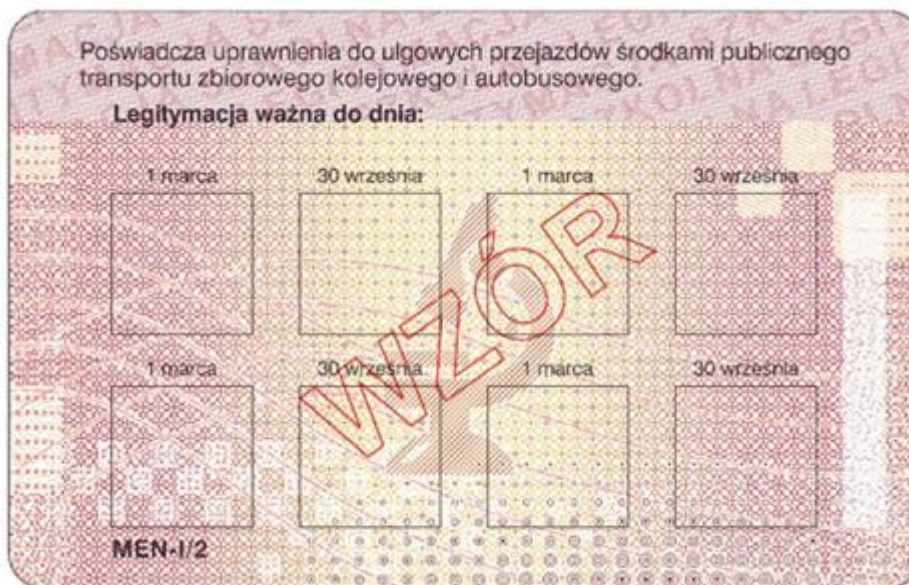 Poświadcza uprawnienia do ulgowych przejazdów środkami publicznego
transportu zbiorowego kolejowego i autobusowego.
Legitymacja ważna do dnia:
1 marca 30 września 1 marca 30 września
WZÓR
1 marca 30 września 1 marca 30 września
MEN-I/2